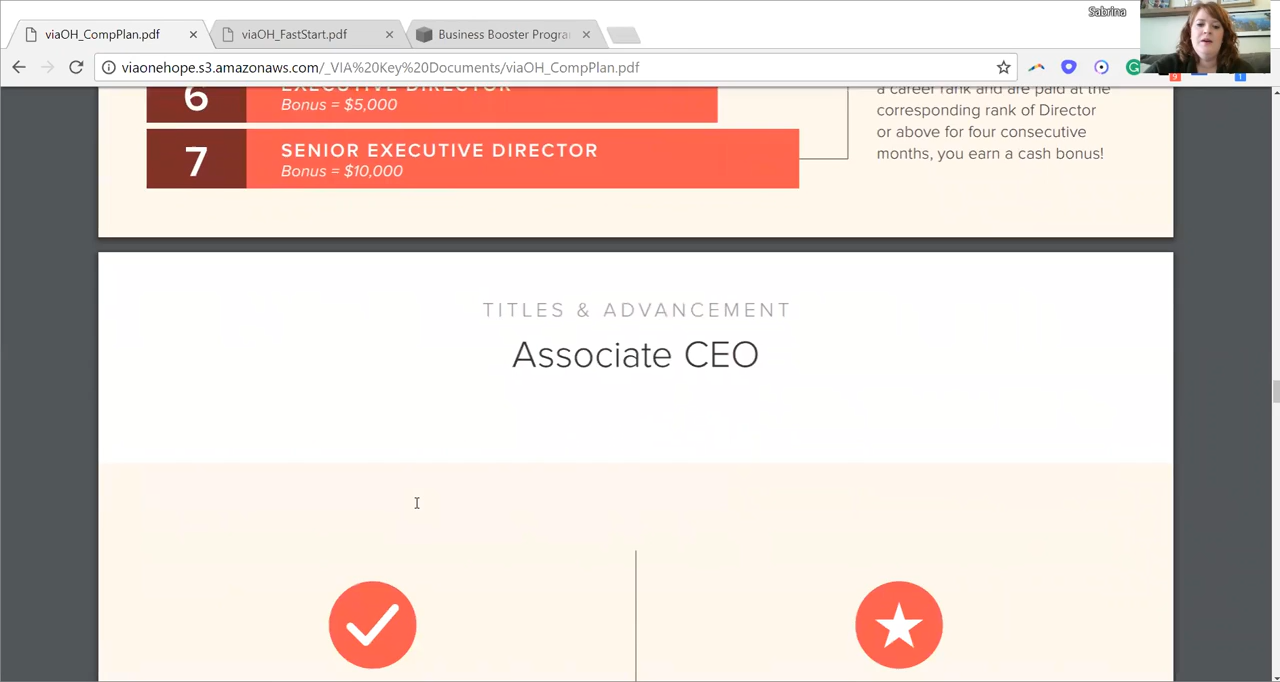 Sabrina
viaOH_CompPlan.pdf
viaOH_FastStart.pdf
Business Booster Progra
viaonehope.s3.amazonaws.com/_VIA%20Key%20Documents/viaOH_CompPlan.pdf
6
EXECUTIVE DIRECTOR
Bonus = $5,000
7
SENIOR EXECUTIVE DIRECTOR
Bonus = $10,000
a career rank and are paid at the
corresponding rank of Director
or above for four consecutive
months, you earn a cash bonus!
TITLES & ADVANCEMENT
Associate CEO